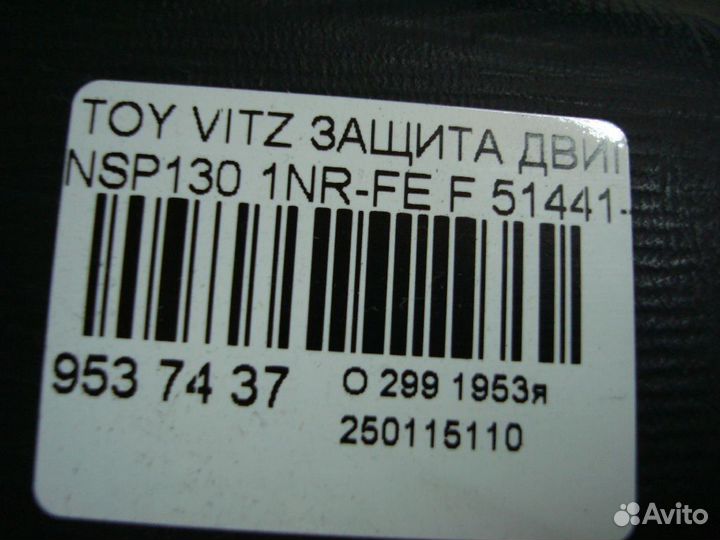 TOY VITZ ЗАЩИТА ДВИГ
NSP130 1NR-FE F 51441-
953 74 37
О 299 1953я
250115110
Avito